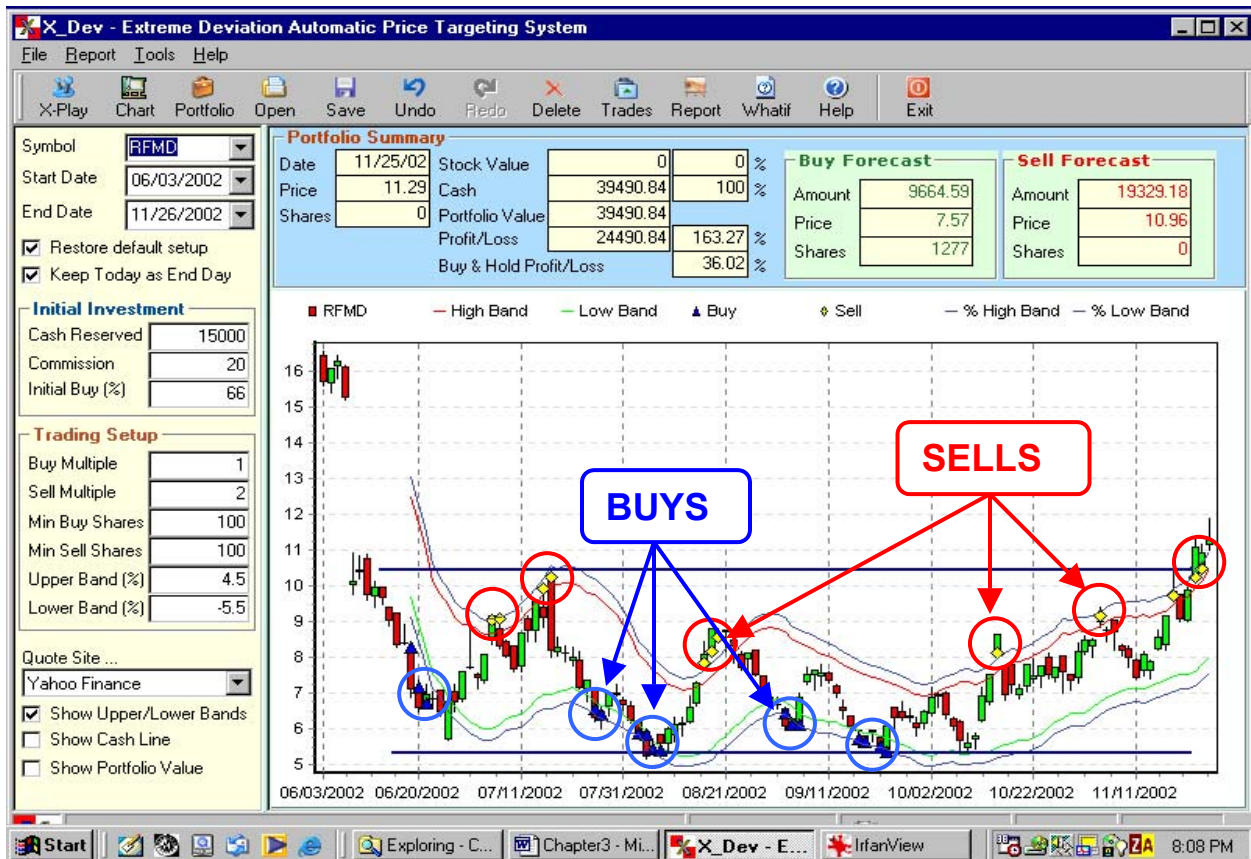 X_Dev - Extreme Deviation Automatic Price Targeting System
File Report Tools Help
X-Play Chart Portfolio Open Save Undo Redo Delete Trades Report Whatif Help Exit
Symbol RFMD
Start Date 06/03/2002
End Date 11/26/2002
Restore default setup
Keep Today as End Day
Initial Investment
Cash Reserved 15000
Commission 20
Initial Buy (%) 66
Trading Setup
Buy Multiple 1
Sell Multiple 2
Min Buy Shares 100
Min Sell Shares 100
Upper Band (%) 4.5
Lower Band (%) -5.5
Quote Site ...
Yahoo Finance
Show Upper/Lower Bands
Show Cash Line
Show Portfolio Value
Portfolio Summary
Date 11/25/02 Stock Value 0 0 %
Price 11.29 Cash 39490.84 100 %
Shares 0 Portfolio Value 39490.84
Profit/Loss 24490.84 163.27 %
Buy & Hold Profit/Loss 36.02 %
Buy Forecast
Amount 9664.59
Price 7.57
Shares 1277
Sell Forecast
Amount 19329.18
Price 10.96
Shares 0
RFMD High Band Low Band Buy Sell % High Band % Low Band
16
15
14
13
12
11
10
9
8
7
6
5
BUYS
SELLS
06/03/2002 06/20/2002 07/11/2002 07/31/2002 08/21/2002 09/11/2002 10/02/2002 10/22/2002 11/11/2002
Start Exploring - C... Chapter3 - Mi... X_Dev - E... IrfanView ZA 8:08 PM